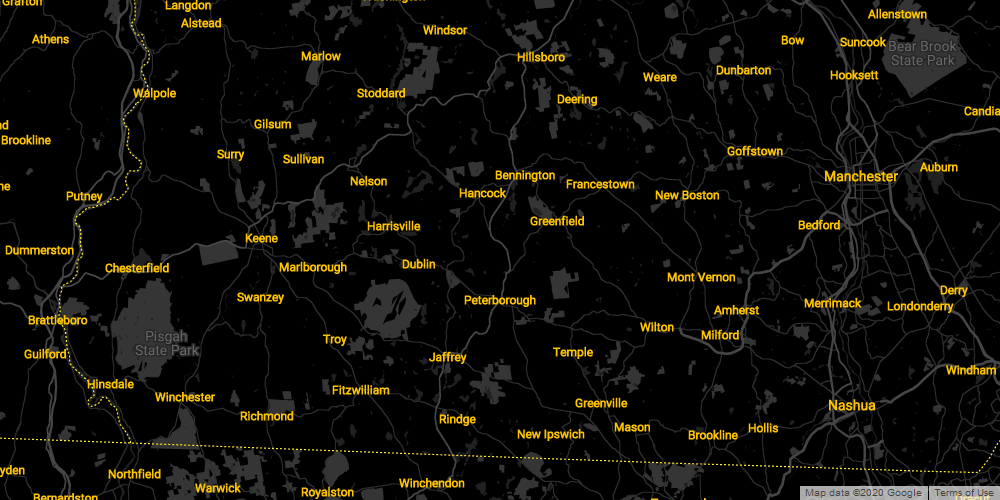 Grafton
Langdon
Alstead
Windsor
Allenstown
Athens
Bow
Suncook
Bear Brook
State Park
Marlow
Hillsboro
Weare
Dunbarton
Hooksett
Walpole
Stoddard
Deering
Candia
Gilsum
Brookline
Surry
Sullivan
Goffstown
Auburn
Nelson
Bennington
Francestown
Manchester
Putney
Hancock
New Boston
Harrisville
Greenfield
Bedford
Keene
Dummerston
Chesterfield
Marlborough
Dublin
Mont Vernon
Swanzey
Peterborough
Derry
Merrimack
Londonderry
Amherst
Brattleboro
Wilton
Milford
Pisgah
State Park
Troy
Guilford
Jaffrey
Temple
Windham
Hinsdale
Winchester
Fitzwilliam
Greenville
Nashua
Richmond
Rindge
Mason
Hollis
New Ipswich
Brookline
yden
Northfield
Warwick
Winchendon
Royalston
Bernardston
Map data ©2020 Google
Terms of Use